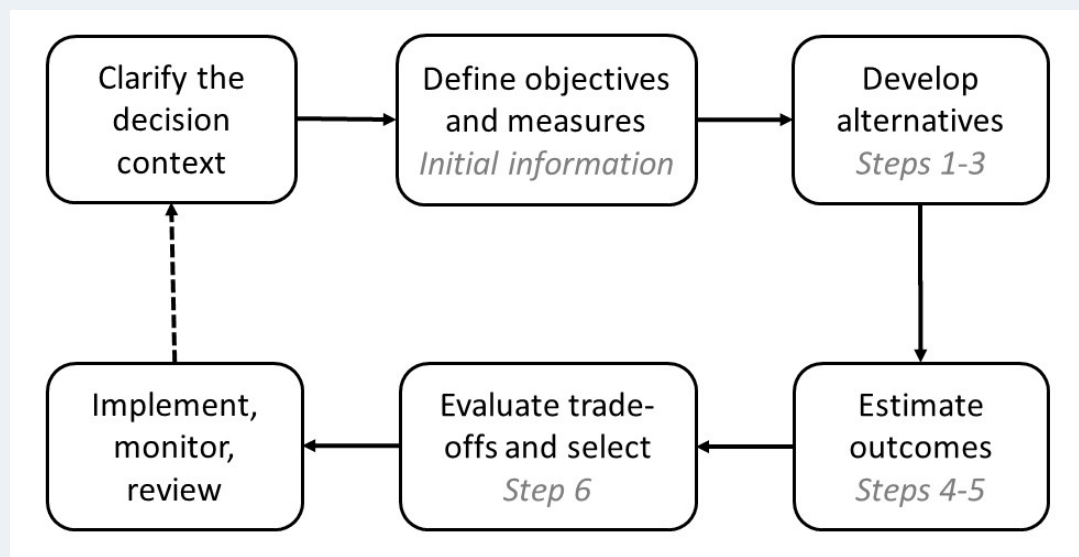 Clarify the
decision
context
Define objectives
and measures
Initial information
Develop
alternatives
Steps 1-3
Implement,
monitor,
review
Evaluate trade-
offs and select
Step 6
Estimate
outcomes
Steps 4-5